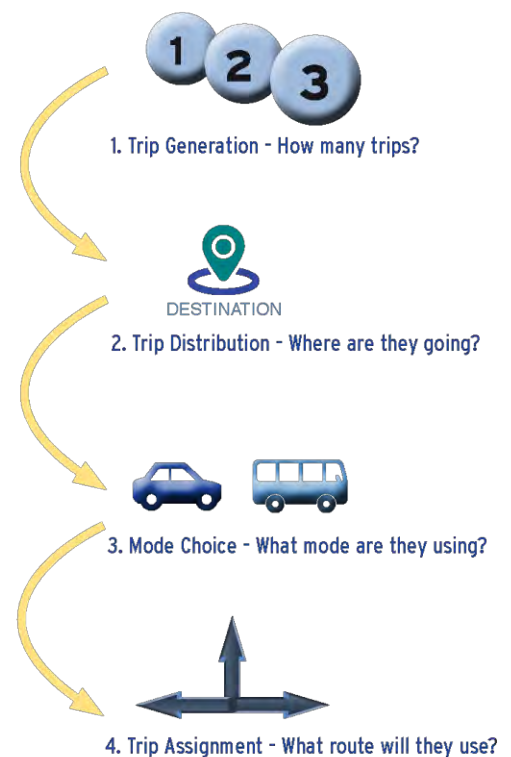 1 2 3
1. Trip Generation - How many trips?
DESTINATION
2. Trip Distribution - Where are they going?
3. Mode Choice - What mode are they using?
4. Trip Assignment - What route will they use?